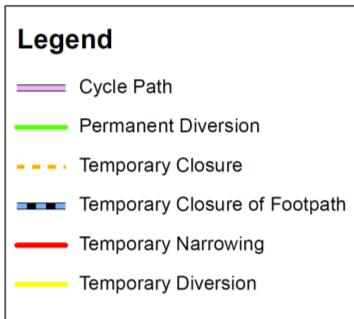 Legend
Cycle Path
Permanent Diversion
Temporary Closure
Temporary Closure of Footpath
Temporary Narrowing
Temporary Diversion